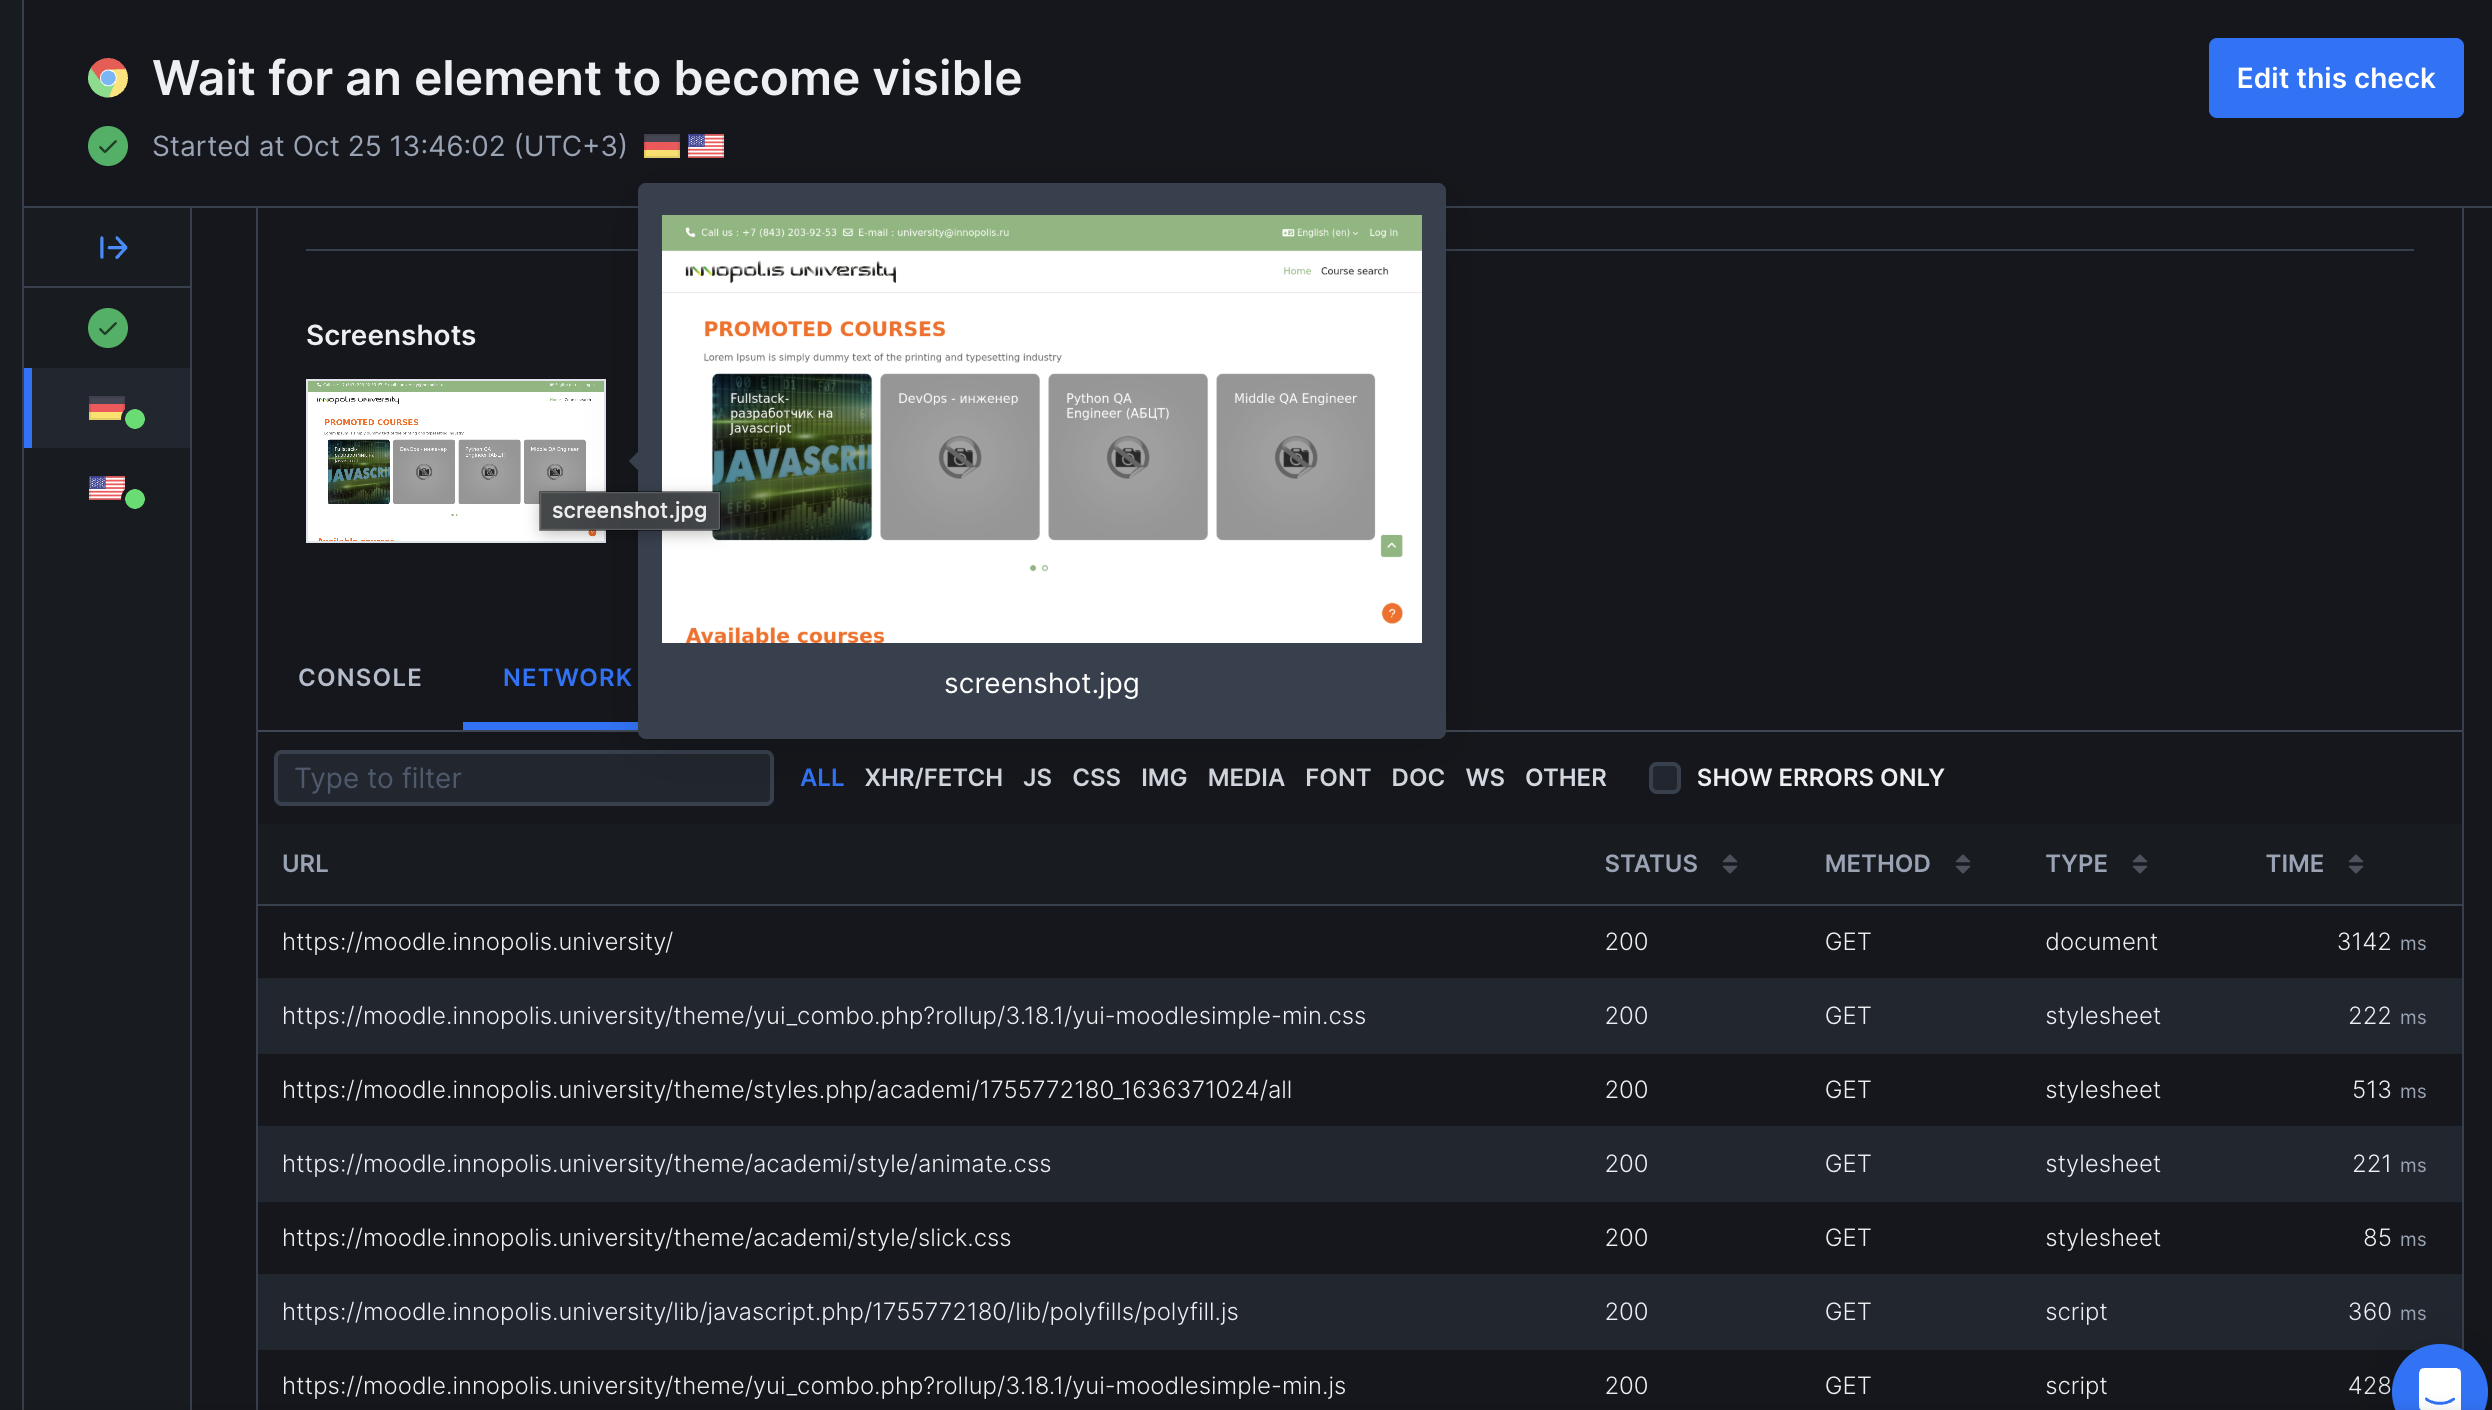 Wait for an element to become visible
Edit this check
Started at Oct 25 13:46:02 (UTC+3)
Screenshots
PROMOTED COURSES
screenshot.jpg
Call us : +7 (843) 203-92-53 E-mail : university@innopolis.ru
English (en) Log in
innopolis university
Home Course search
PROMOTED COURSES
Lorem Ipsum is simply dummy text of the printing and typesetting industry
Fullstack-
разработчик на
Javascript
JAVASCRI
DevOps - инженер
Python QA
Engineer (АБЦТ)
Middle QA Engineer
Available courses
screenshot.jpg
CONSOLE NETWORK
Type to filter
ALL XHR/FETCH JS CSS IMG MEDIA FONT DOC WS OTHER SHOW ERRORS ONLY
URL STATUS METHOD TYPE TIME
https://moodle.innopolis.university/ 200 GET document 3142 ms
https://moodle.innopolis.university/theme/yui_combo.php?rollup/3.18.1/yui-moodlesimple-min.css 200 GET stylesheet 222 ms
https://moodle.innopolis.university/theme/styles.php/academi/1755772180_1636371024/all 200 GET stylesheet 513 ms
https://moodle.innopolis.university/theme/academi/style/animate.css 200 GET stylesheet 221 ms
https://moodle.innopolis.university/theme/academi/style/slick.css 200 GET stylesheet 85 ms
https://moodle.innopolis.university/lib/javascript.php/1755772180/lib/polyfills/polyfill.js 200 GET script 360 ms
https://moodle.innopolis.university/theme/yui_combo.php?rollup/3.18.1/yui-moodlesimple-min.js 200 GET script 428